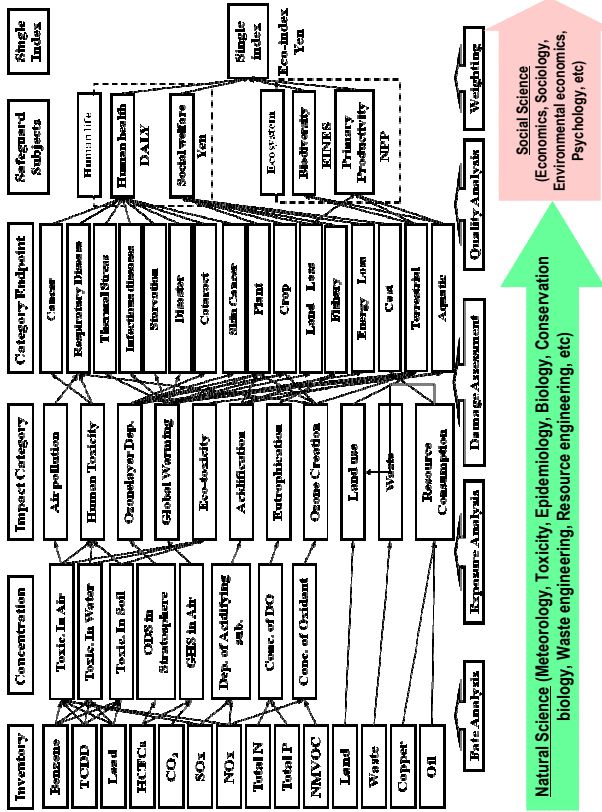 Inventory
Concentration
Impact Category
Category Endpoint
Safeguard
Subjects
Single
Index
Benzene
TCDD
Lead
HCFCs
CO2
SOx
NOx
Total N
Total P
NMVOC
Land
Waste
Copper
Oil
Toxic. In Air
Toxic. In Water
Toxic. In Soil
ODS in
Stratosphere
GHS in Air
Dep. of Acidifying
sub.
Conc. of DO
Conc. of Oxidant
Air pollution
Human Toxicity
Ozonelayer Dep.
Global Warming
Eco-toxicity
Acidification
Eutrophication
Ozone Creation
Land use
Waste
Resource
Consumption
Cancer
Respiratory Disease
Thermal Stress
Infectious diseases
Starvation
Disaster
Cataract
Skin Cancer
Plant
Crop
Land Loss
Fishery
Energy Loss
Cost
Terrestrial
Aquatic
Human life
Human health
DALY
Social welfare
Yen
Ecosystem
Biodiversity
EINES
Primary
Productivity
NPP
Single
index
Eco-index
Yen
Fate Analysis
Exposure Analysis
Damage Assessment
Quality Analysis
Weighting
Natural Science (Meteorology, Toxicity, Epidemiology, Biology, Conservation
biology, Waste engineering, Resource engineering, etc)
Social Science
(Economics, Sociology,
Environmental economics,
Psychology, etc)